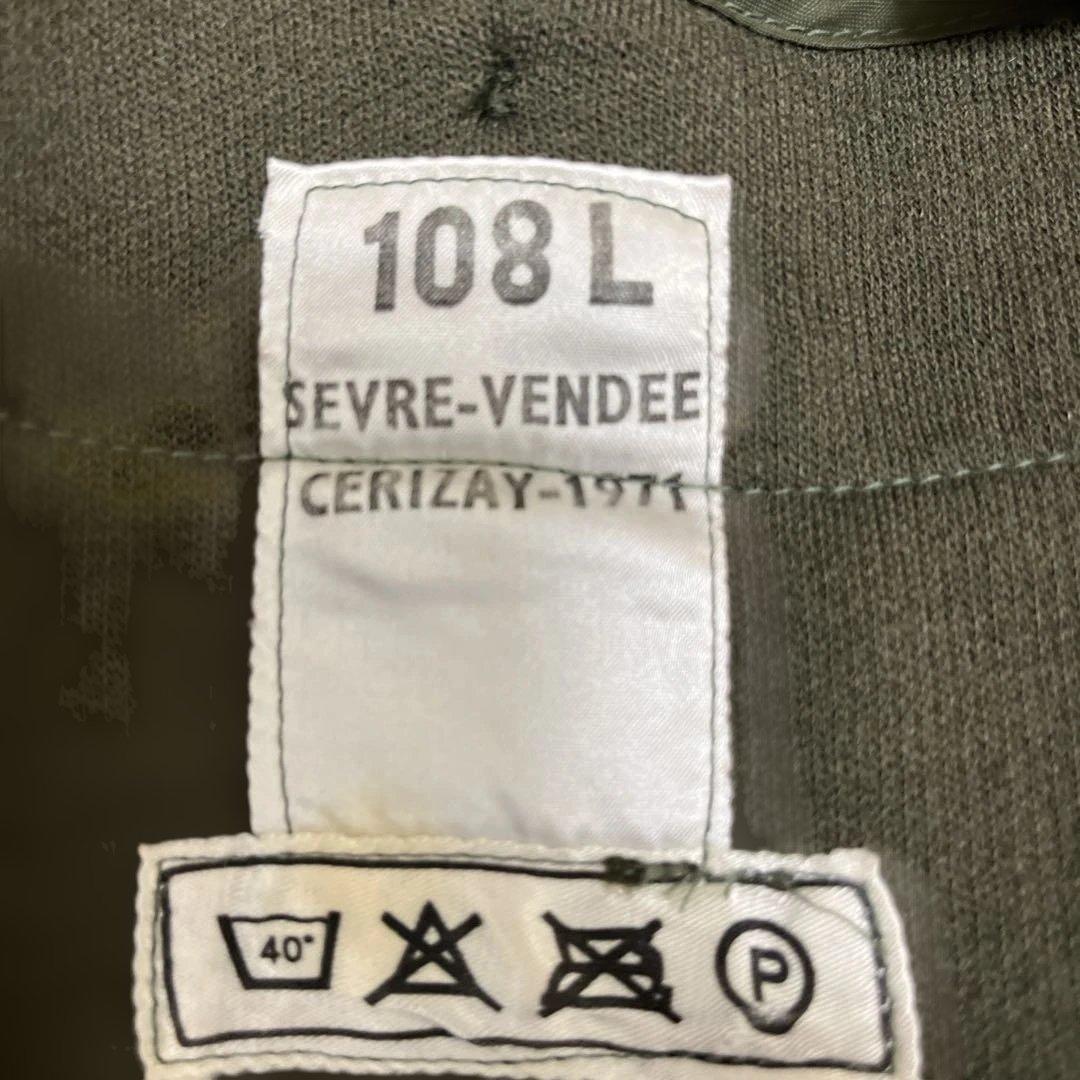 108 L
SEVRE-VENDEE
CERIZAY-1971
40° P